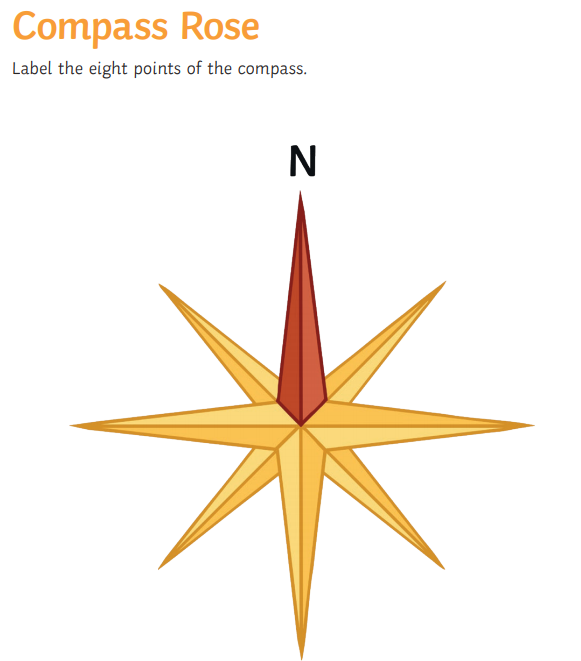 Compass Rose
Label the eight points of the compass.
N